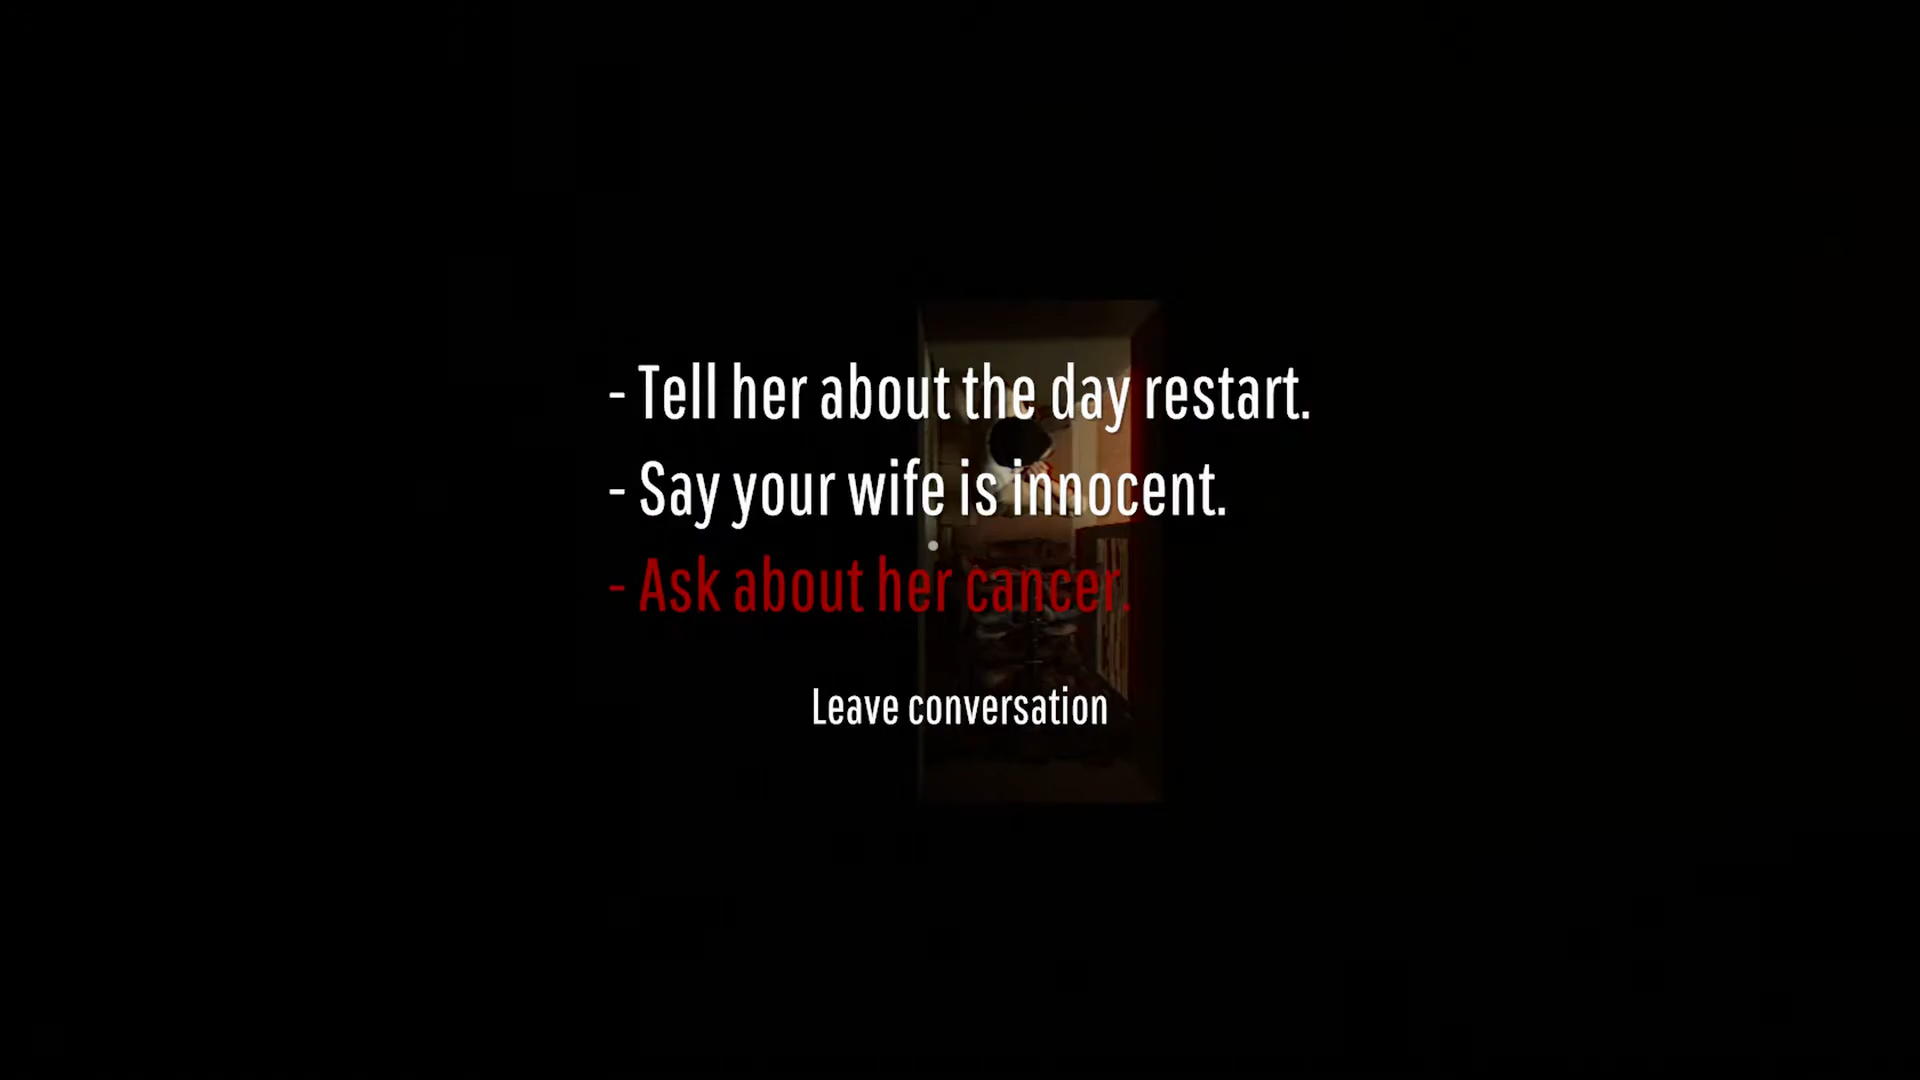 - Tell her about the day restart.
- Say your wife is innocent.
- Ask about her cancer.
Leave conversation